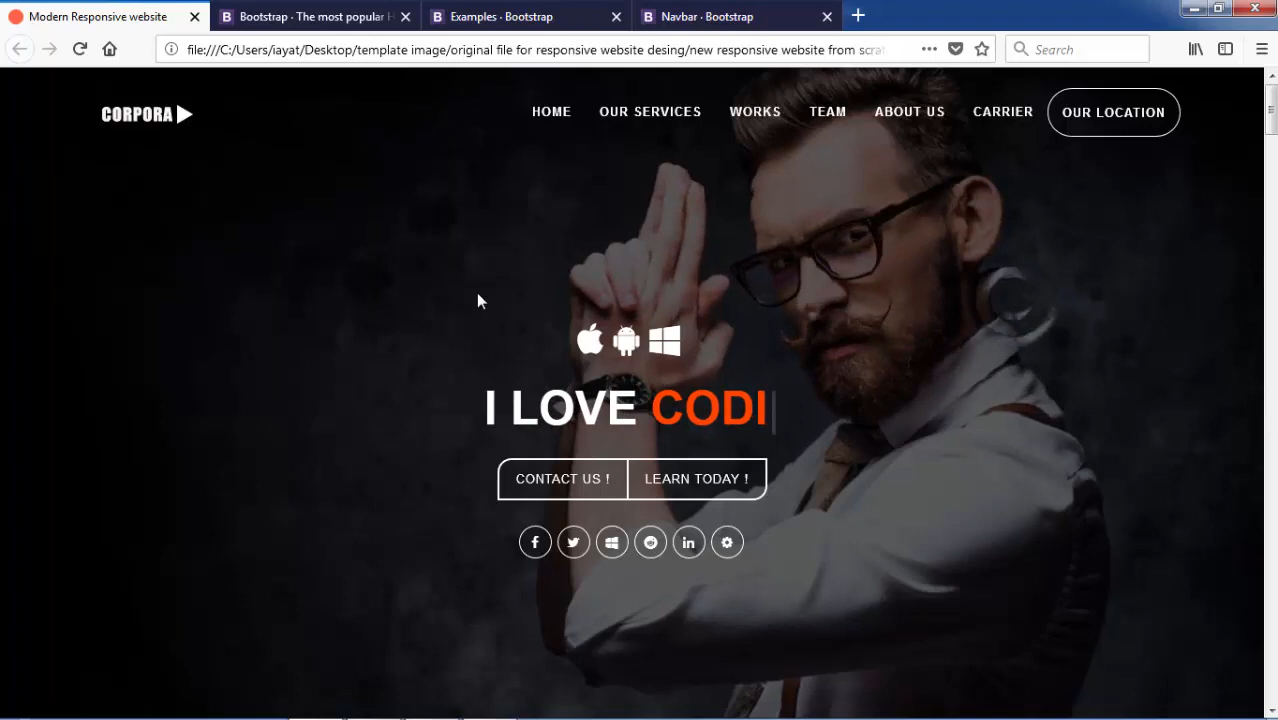 Modern Responsive website
Bootstrap · The most popular H
Examples · Bootstrap
Navbar · Bootstrap
file:///C:/Users/iayat/Desktop/template image/original file for responsive website desing/new responsive website from scrat
Search
CORPORA
HOME
OUR SERVICES
WORKS
TEAM
ABOUT US
CARRIER
OUR LOCATION
I LOVE CODI
CONTACT US !
LEARN TODAY !